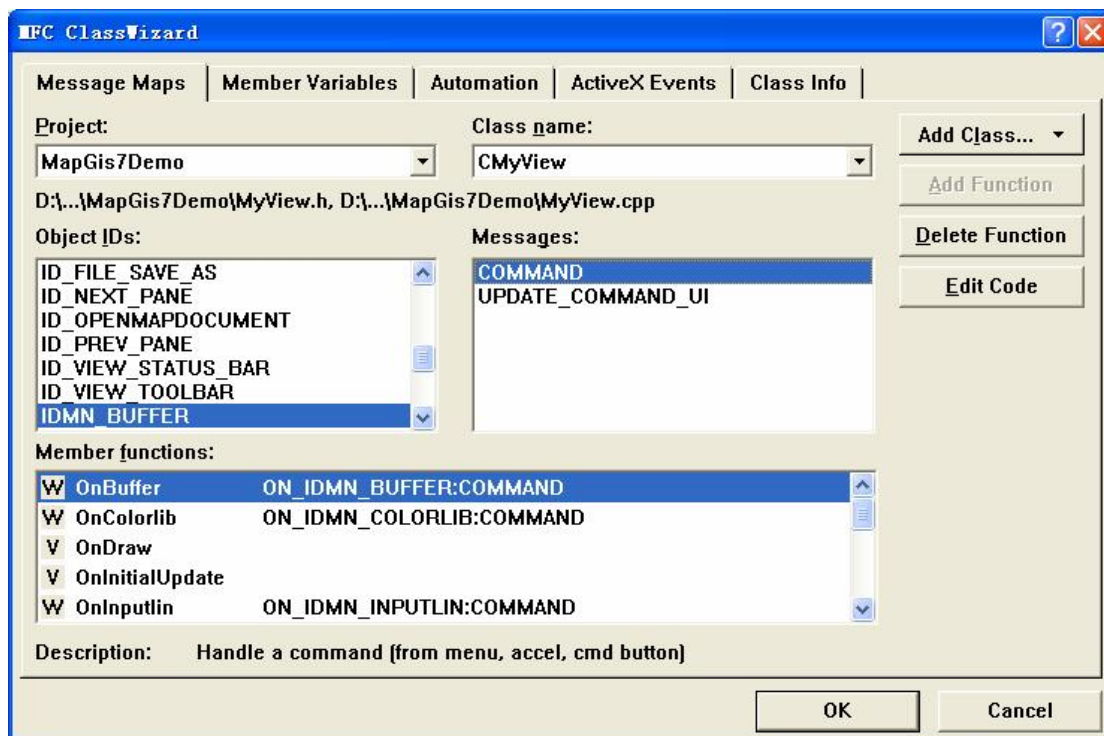 MFC ClassWizard
Message Maps Member Variables Automation ActiveX Events Class Info
Project: Class name:
Add Class...
MapGis7Demo CMyView
Add Function
D:\...\MapGis7Demo\MyView.h, D:\...\MapGis7Demo\MyView.cpp
Object IDs: Messages:
Delete Function
ID_FILE_SAVE_AS COMMAND
ID_NEXT_PANE UPDATE_COMMAND_UI
Edit Code
ID_OPENMAPDOCUMENT
ID_PREV_PANE
ID_VIEW_STATUS_BAR
ID_VIEW_TOOLBAR
IDMN_BUFFER
Member functions:
W OnBuffer ON_IDMN_BUFFER:COMMAND
W OnColorlib ON_IDMN_COLORLIB:COMMAND
V OnDraw
V OnInitialUpdate
W OnInputlin ON_IDMN_INPUTLIN:COMMAND
Description: Handle a command (from menu, accel, cmd button)
OK Cancel